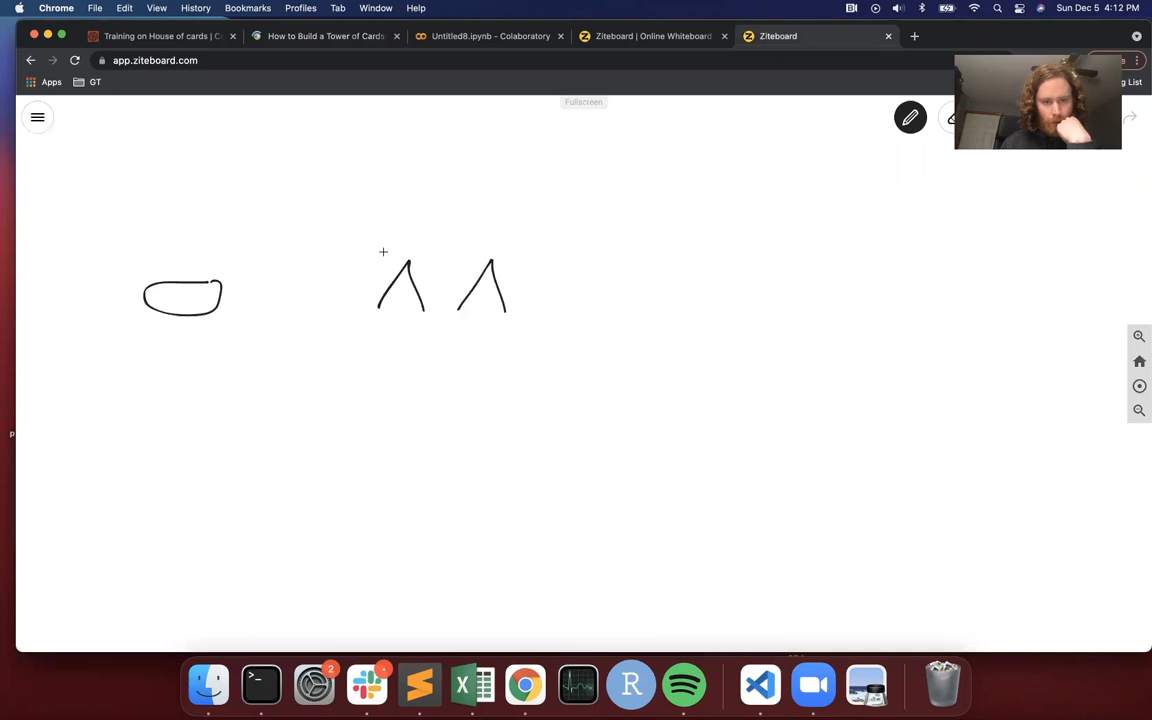 Chrome File Edit View History Bookmarks Profiles Tab Window Help Sun Dec 5 4:12 PM
Training on House of cards | C How to Build a Tower of Cards Untitled8.ipynb - Colaboratory Ziteboard | Online Whiteboard Ziteboard
app.ziteboard.com
Apps GT g List
Fullscreen
2